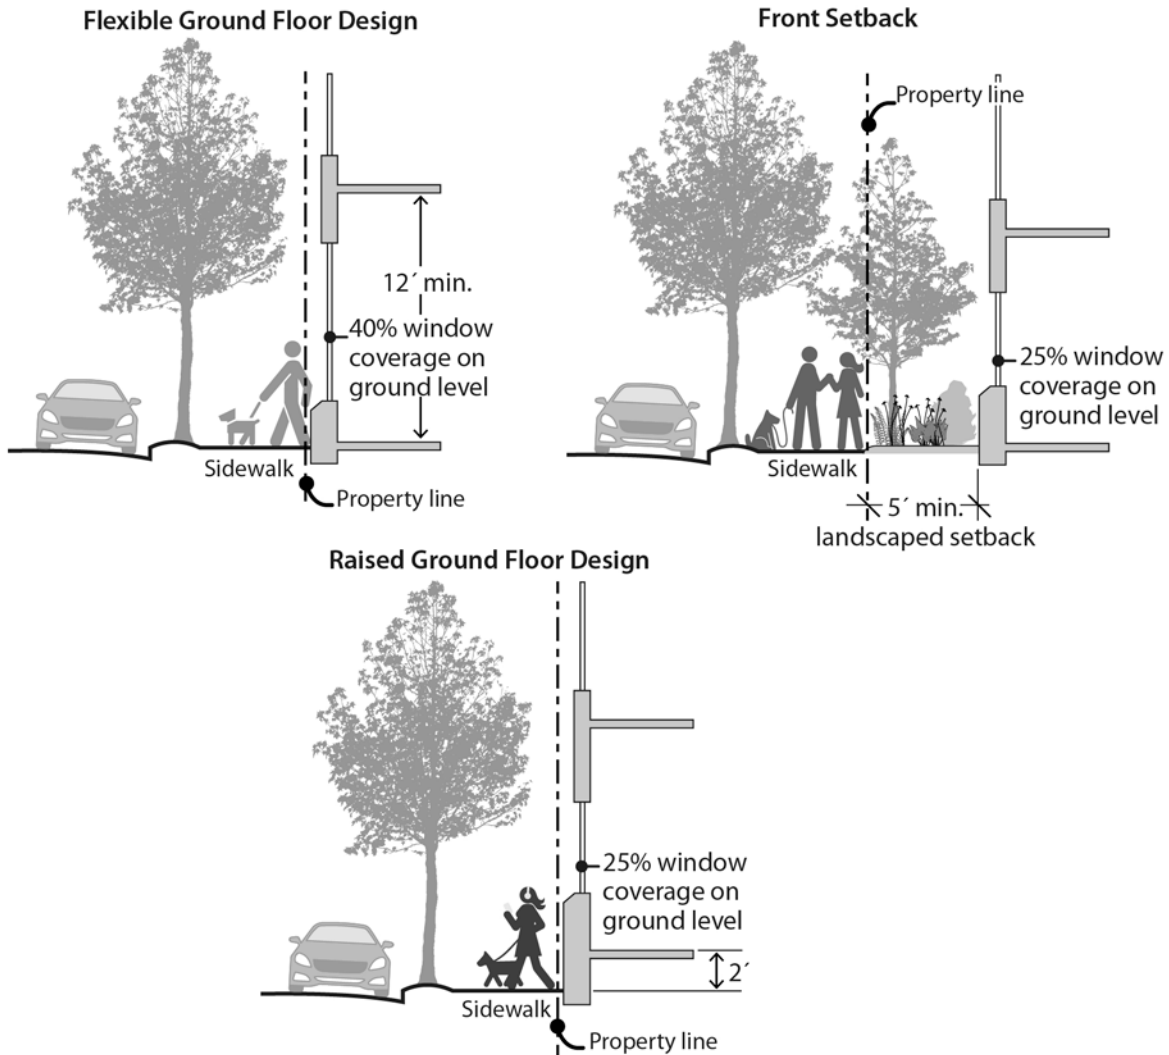 Flexible Ground Floor Design
12´ min.
40% window
coverage on
ground level
Sidewalk
Property line
Front Setback
Property line
25% window
coverage on
ground level
Sidewalk
5´ min.
landscaped setback
Raised Ground Floor Design
25% window
coverage on
ground level
2´
Sidewalk
Property line